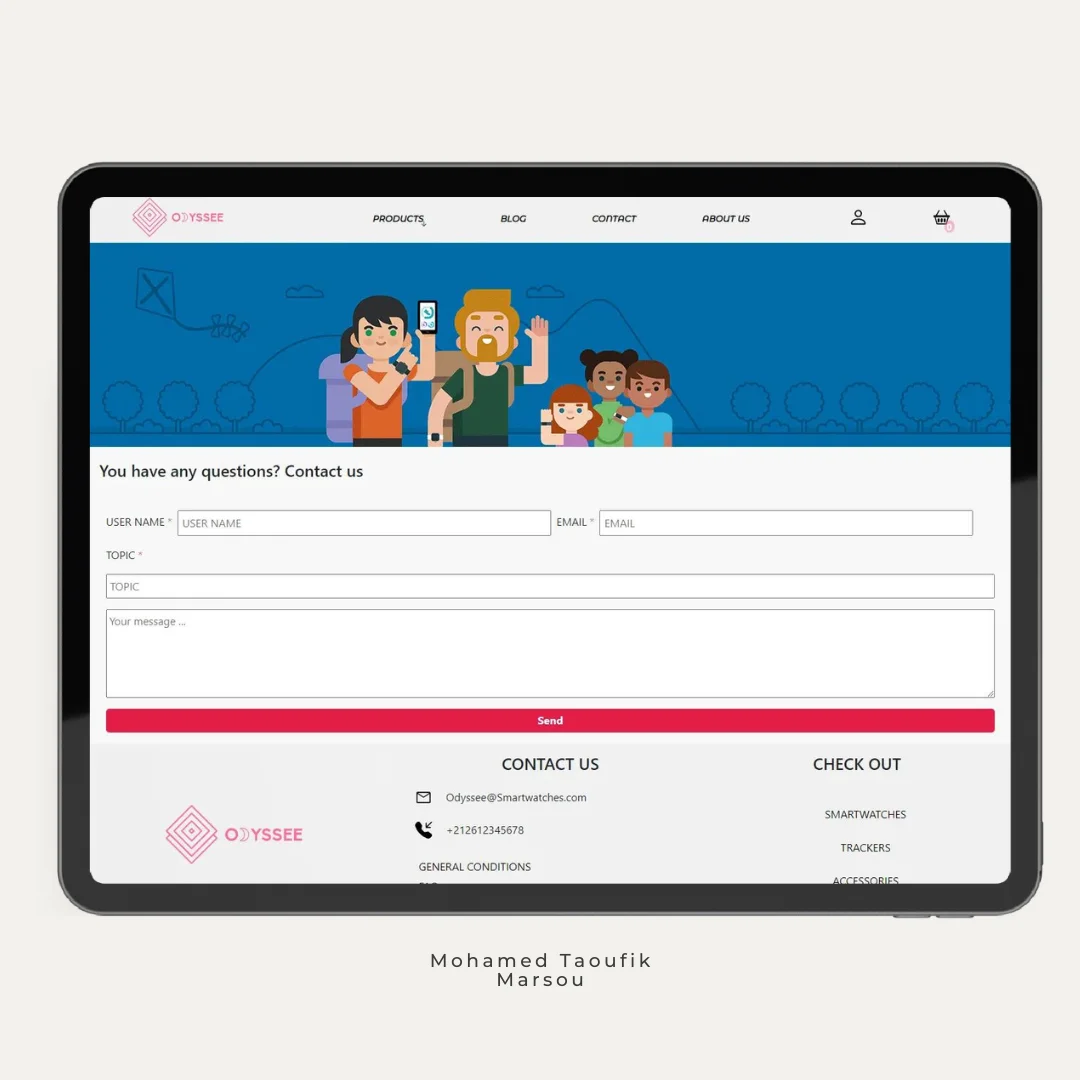 ODYSSEE PRODUCTS BLOG CONTACT ABOUT US 0
You have any questions? Contact us
USER NAME * USER NAME EMAIL * EMAIL
TOPIC *
TOPIC
Your message ...
Send
CONTACT US CHECK OUT
Odyssee@Smartwatches.com
SMARTWATCHES
+212612345678
ODYSSEE
TRACKERS
GENERAL CONDITIONS
ACCESSORIES
Mohamed Taoufik
Marsou